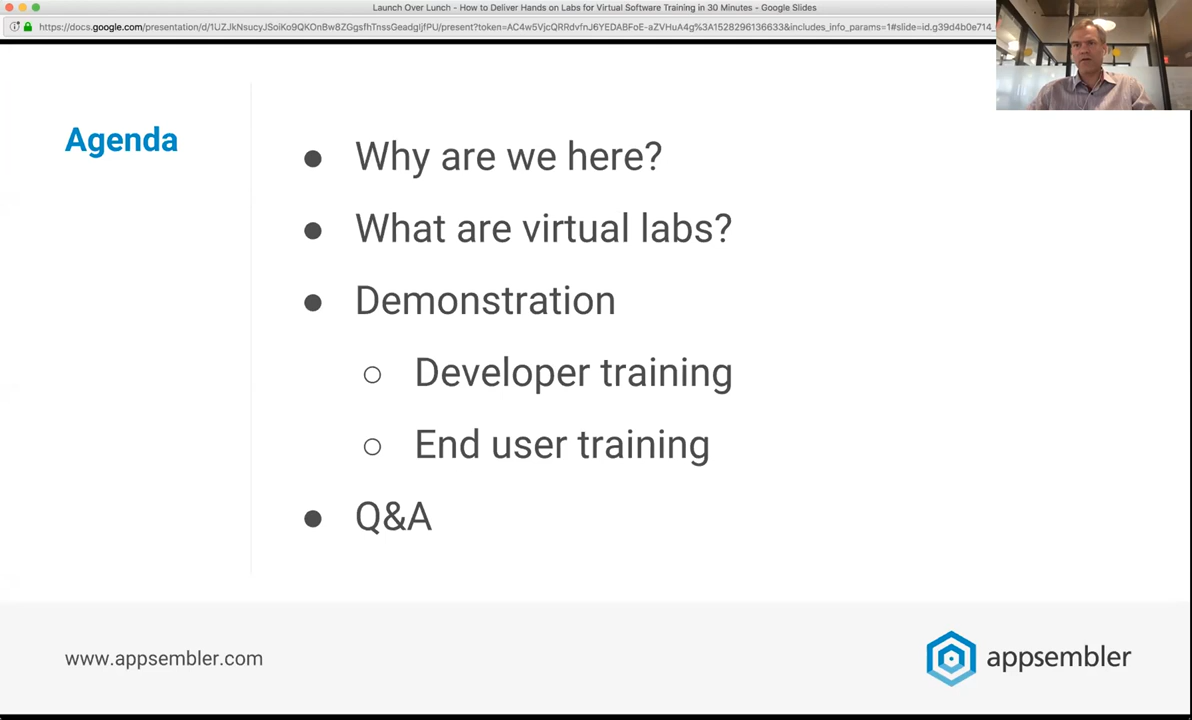 Launch Over Lunch - How to Deliver Hands on Labs for Virtual Software Training in 30 Minutes - Google Slides
https://docs.google.com/presentation/d/1UZJkNsucyJSoiKo9QKOnBw8ZGgsfhTnssGeadgIjfPU/present?token=AC4w5VjcQRRdvfnJ6YEDABFoE-aZVHuA4g%3A1528296136633&includes_info_params=1#slide=id.g39d4b0e714_
Agenda
● Why are we here?
● What are virtual labs?
● Demonstration
○ Developer training
○ End user training
● Q&A
www.appsembler.com
appsembler